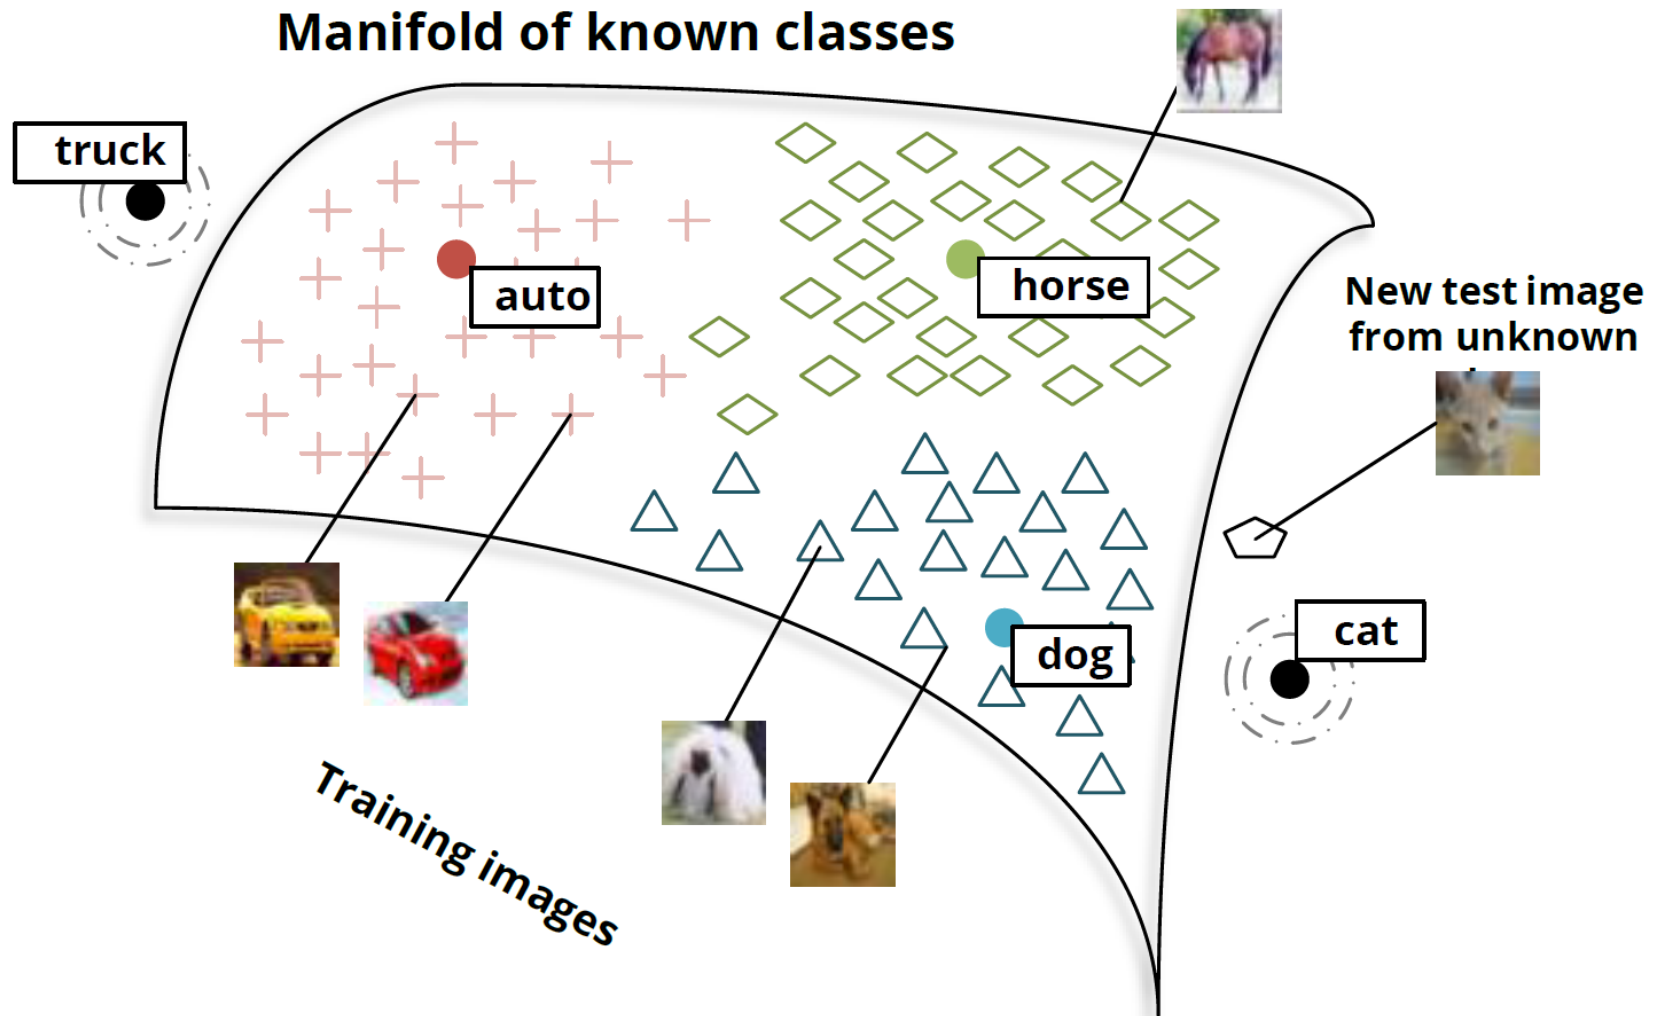 Manifold of known classes
truck
auto
horse
New test image
from unknown
cat
dog
Training images